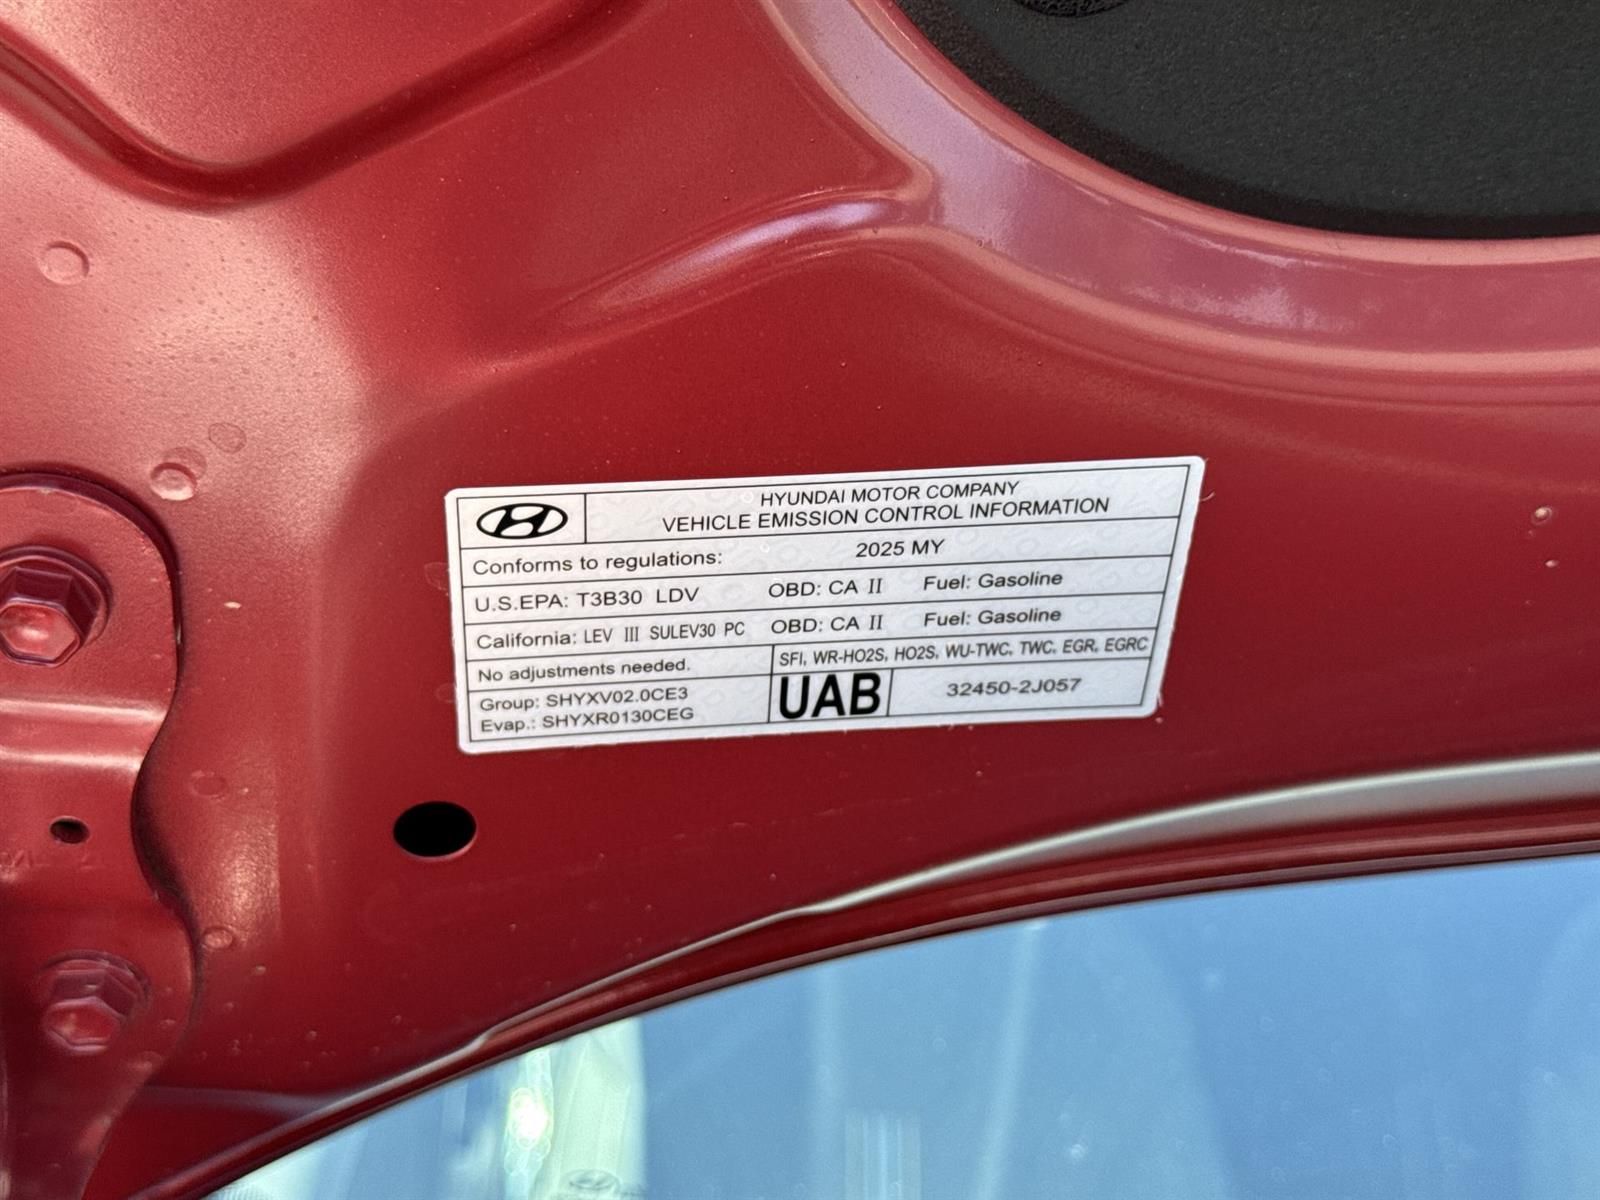 HYUNDAI MOTOR COMPANY
VEHICLE EMISSION CONTROL INFORMATION
Conforms to regulations: 2025 MY
U.S.EPA: T3B30 LDV OBD: CA II Fuel: Gasoline
California: LEV III SULEV30 PC OBD: CA II Fuel: Gasoline
No adjustments needed. SFI, WR-HO2S, HO2S, WU-TWC, TWC, EGR, EGRC
Group: SHYXV02.0CE3
Evap.: SHYXR0130CEG
UAB 32450-2J057